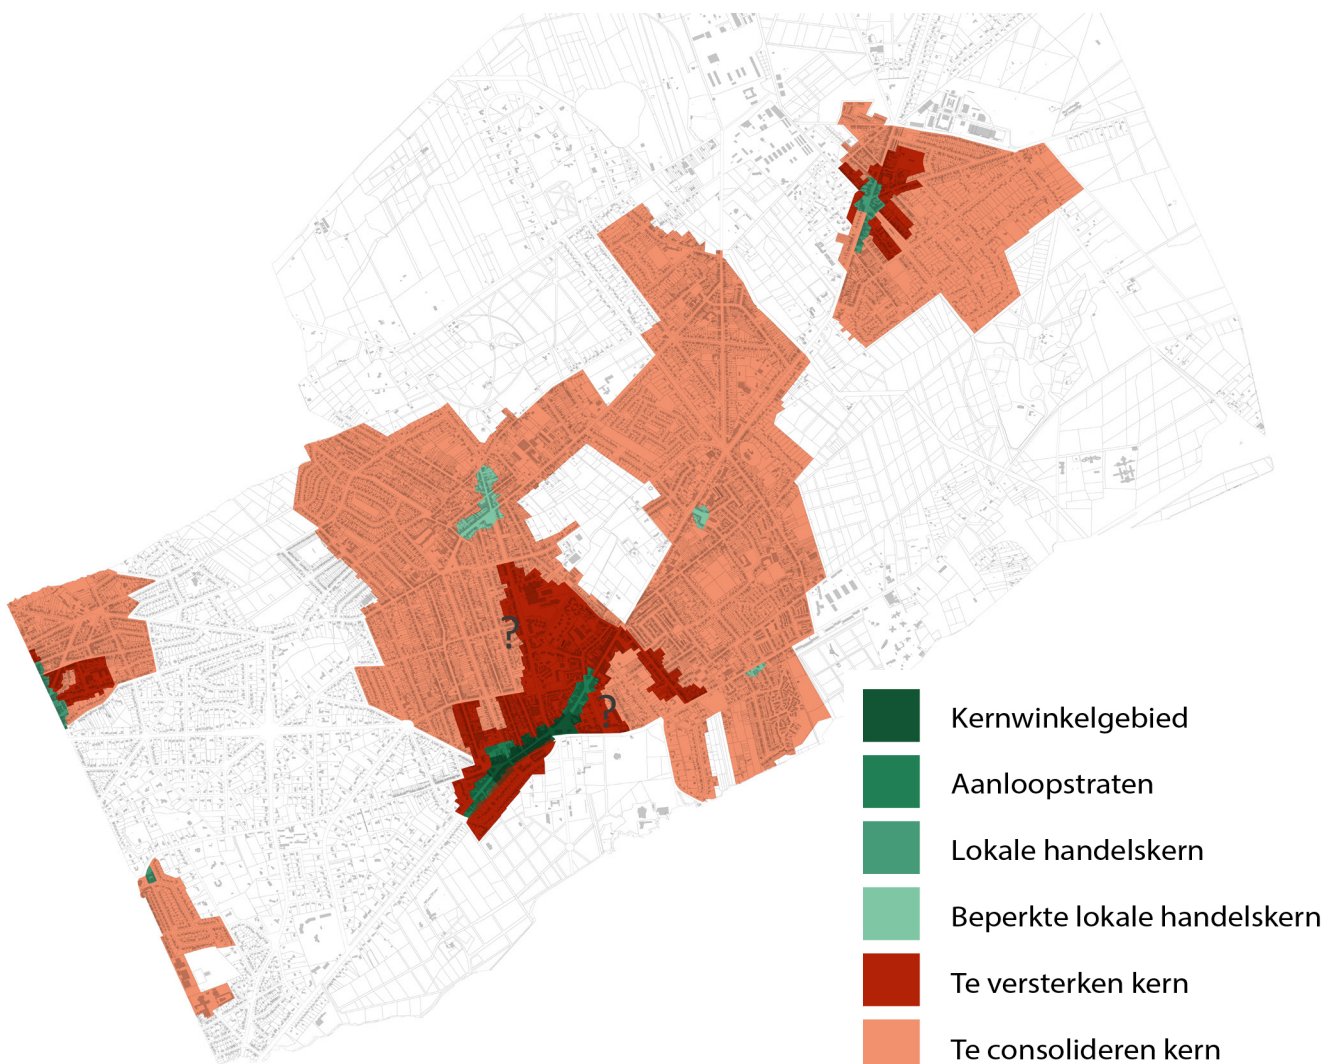 ?
?
Kernwinkelgebied
Aanloopstraten
Lokale handelskern
Beperkte lokale handelskern
Te versterken kern
Te consolideren kern